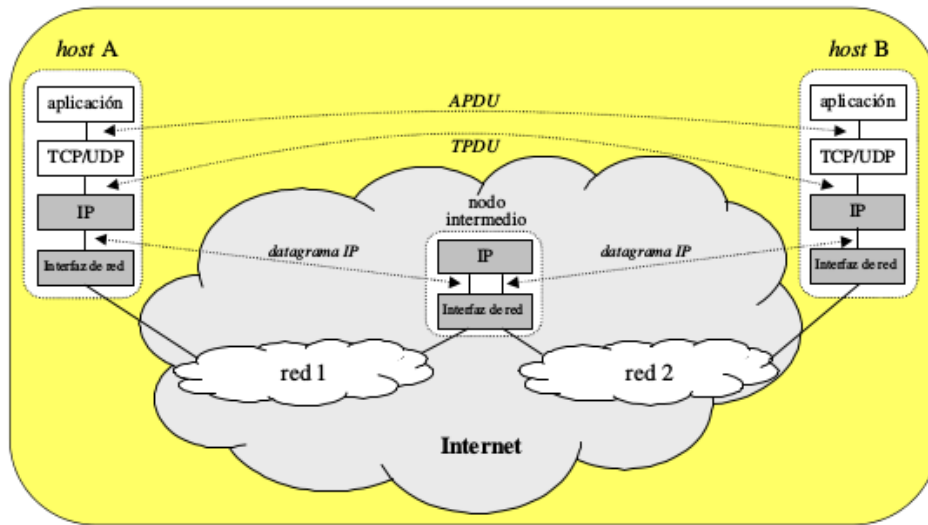 host A
host B
aplicación
aplicación
APDU
TCP/UDP
TCP/UDP
TPDU
IP
IP
nodo
intermedio
Interfaz de red
datagrama IP
IP
datagrama IP
Interfaz de red
Interfaz de red
red 1
red 2
Internet